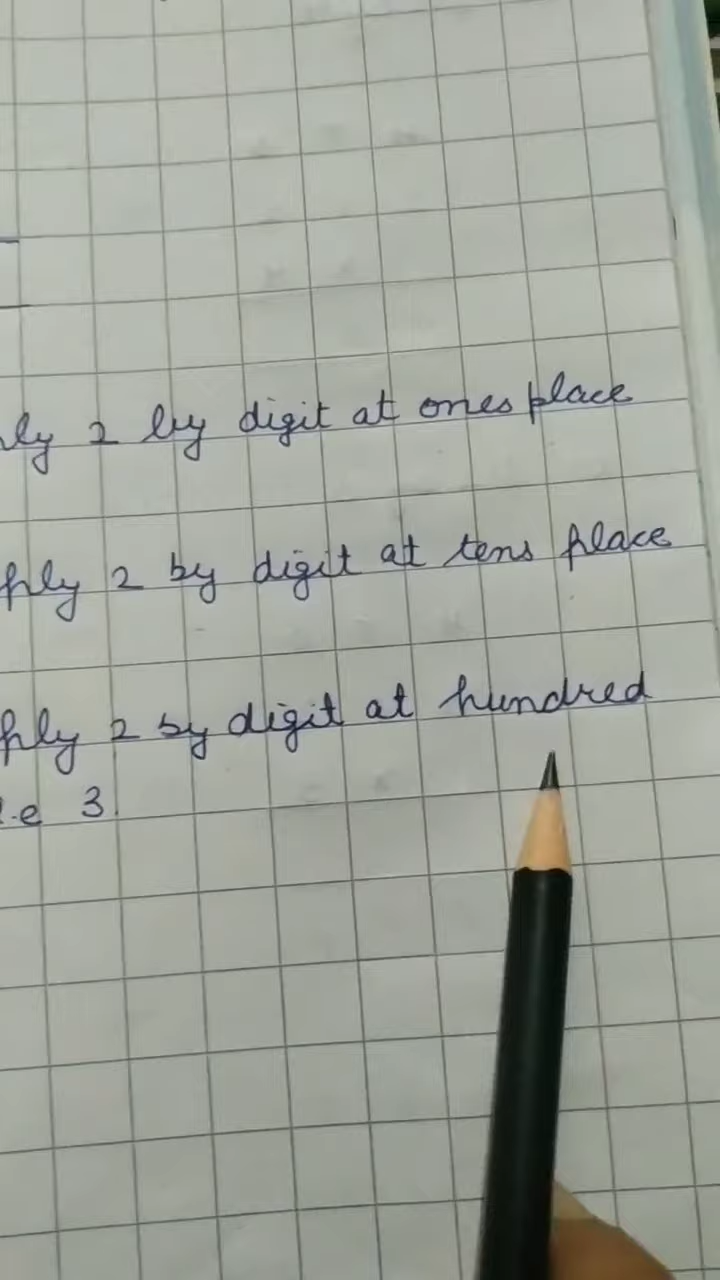 ly 2 by digit at ones place
ply 2 by digit at tens place
ply 2 by digit at hundred
i.e 3